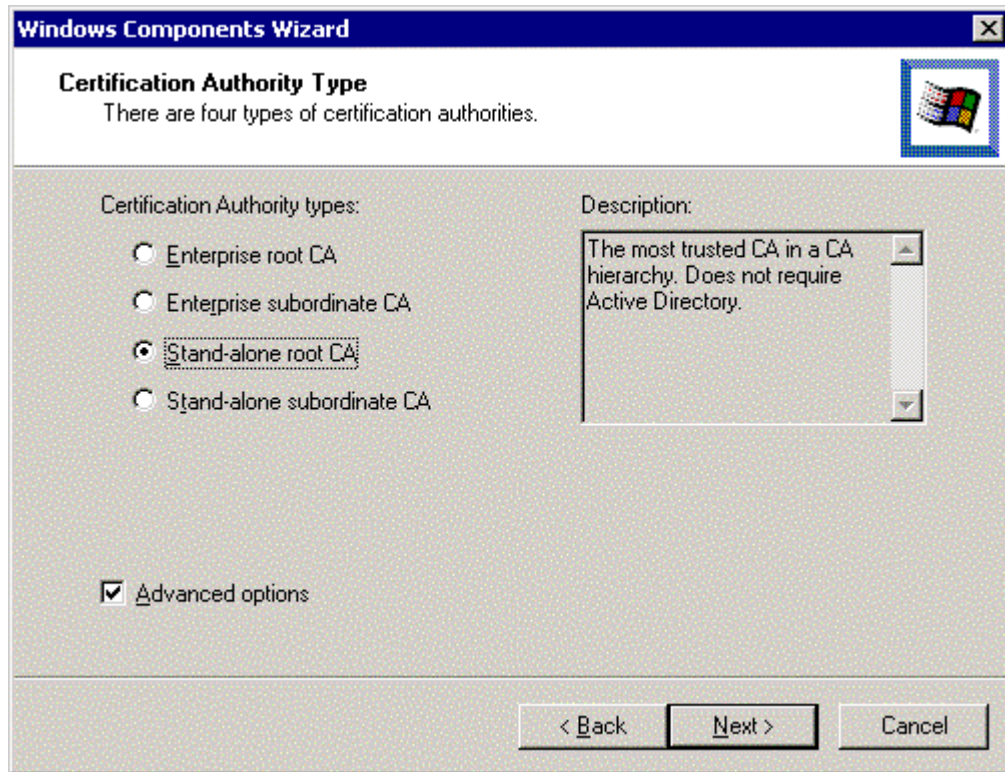 Windows Components Wizard
Certification Authority Type
There are four types of certification authorities.
Certification Authority types:
Enterprise root CA
Enterprise subordinate CA
Stand-alone root CA
Stand-alone subordinate CA
Description:
The most trusted CA in a CA
hierarchy. Does not require
Active Directory.
Advanced options
< Back
Next >
Cancel